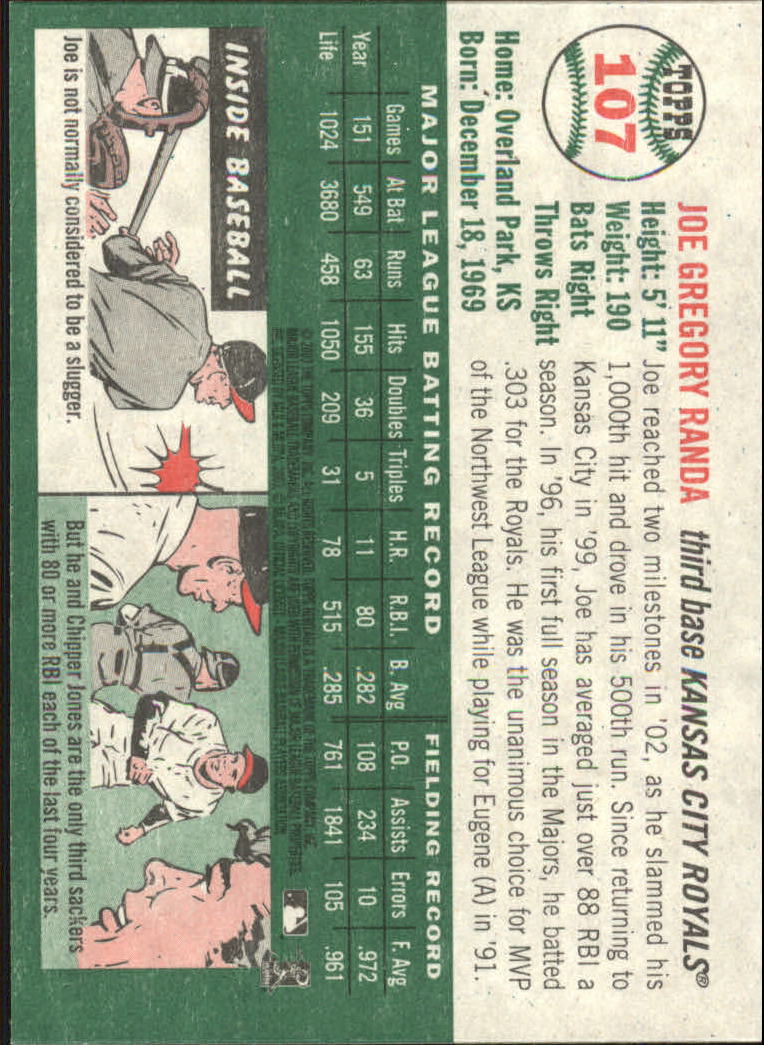 TOPPS
107
JOE GREGORY RANDA third base KANSAS CITY ROYALS®
Height: 5' 11"
Weight: 190
Bats Right
Throws Right
Home: Overland Park, KS
Born: December 18, 1969
Joe reached two milestones in '02, as he slammed his
1,000th hit and drove in his 500th run. Since returning to
Kansas City in '99, Joe has averaged just over 88 RBI a
season. In '96, his first full season in the Majors, he batted
.303 for the Royals. He was the unanimous choice for MVP
of the Northwest League while playing for Eugene (A) in '91.
MAJOR LEAGUE BATTING RECORD FIELDING RECORD
Games At Bat Runs Hits Doubles Triples H.R. R.B.I. B. Avg P.O. Assists Errors F. Avg
Year 151 549 63 155 36 5 11 80 .282 108 234 10 .972
Life 1024 3680 458 1050 209 31 78 515 .285 761 1841 105 .961
INSIDE BASEBALL
Joe is not normally considered to be a slugger.
But he and Chipper Jones are the only third sackers
with 80 or more RBI each of the last four years.